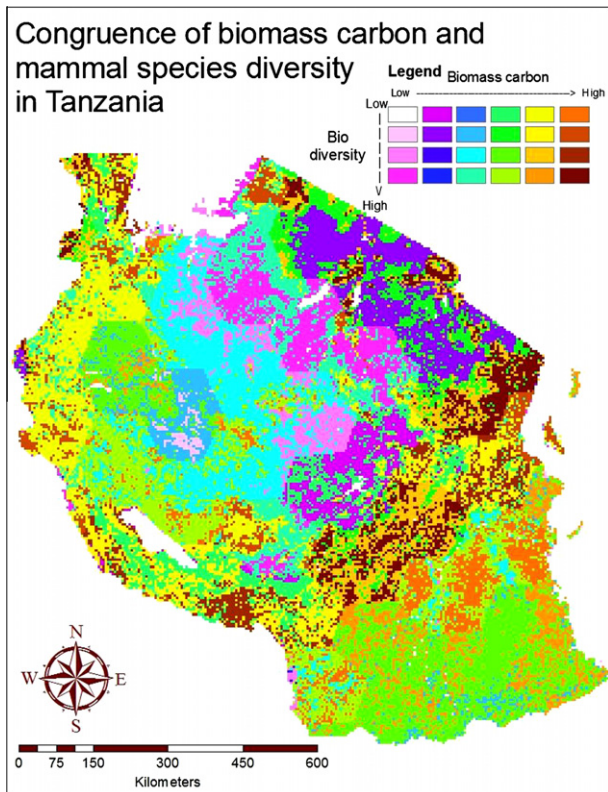 Congruence of biomass carbon and
mammal species diversity
in Tanzania
Legend Biomass carbon
Low High
Low
Bio
diversity
High
N
W E
S
0 75 150 300 450 600
Kilometers